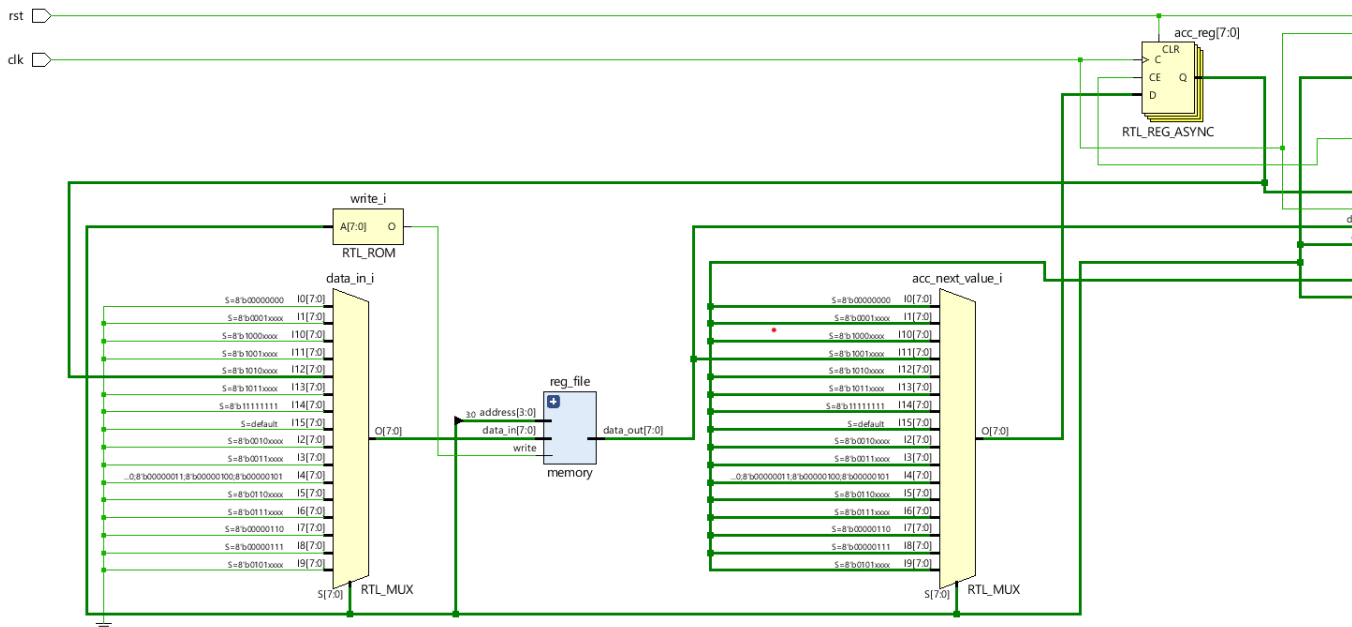 rst
acc_reg[7:0]
clk
CLR
C
CE
Q
D
RTL_REG_ASYNC
write_i
A[7:0]
O
RTL_ROM
d
data_in_i
S=8'b00000000 I0[7:0]
S=8'b0001xxxx I1[7:0]
S=8'b1000xxxx I10[7:0]
S=8'b1001xxxx I11[7:0]
S=8'b1010xxxx I12[7:0]
S=8'b1011xxxx I13[7:0]
S=8'b11111111 I14[7:0]
S=default I15[7:0]
S=8'b0010xxxx I2[7:0]
S=8'b0011xxxx I3[7:0]
...0;8'b00000011;8'b00000100;8'b00000101 I4[7:0]
S=8'b0110xxxx I5[7:0]
S=8'b0111xxxx I6[7:0]
S=8'b00000110 I7[7:0]
S=8'b00000111 I8[7:0]
S=8'b0101xxxx I9[7:0]
O[7:0]
S[7:0]
RTL_MUX
reg_file
3:0 address[3:0]
data_in[7:0]
write
data_out[7:0]
memory
acc_next_value_i
S=8'b00000000 I0[7:0]
S=8'b0001xxxx I1[7:0]
S=8'b1000xxxx I10[7:0]
S=8'b1001xxxx I11[7:0]
S=8'b1010xxxx I12[7:0]
S=8'b1011xxxx I13[7:0]
S=8'b11111111 I14[7:0]
S=default I15[7:0]
S=8'b0010xxxx I2[7:0]
S=8'b0011xxxx I3[7:0]
...0;8'b00000011;8'b00000100;8'b00000101 I4[7:0]
S=8'b0110xxxx I5[7:0]
S=8'b0111xxxx I6[7:0]
S=8'b00000110 I7[7:0]
S=8'b00000111 I8[7:0]
S=8'b0101xxxx I9[7:0]
O[7:0]
S[7:0]
RTL_MUX